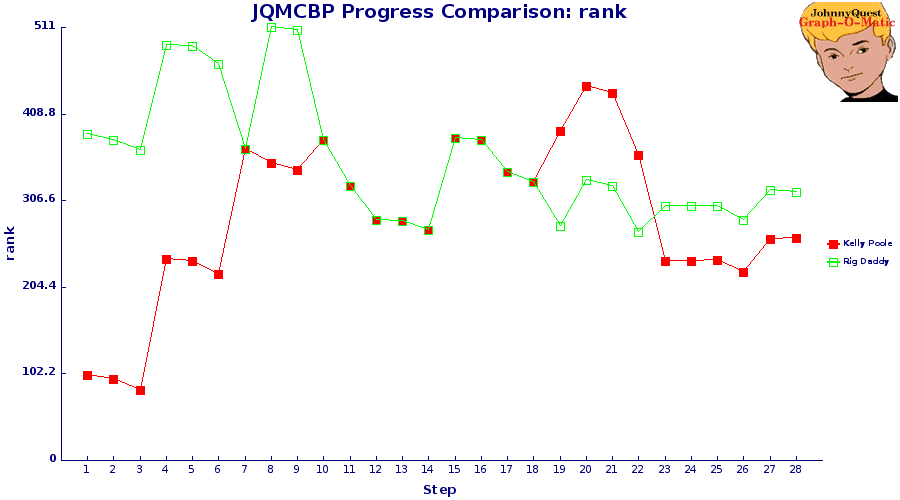 JQMCBP Progress Comparison: rank
JohnnyQuest
Graph-O-Matic
511
408.8
306.6
204.4
102.2
0
rank
1 2 3 4 5 6 7 8 9 10 11 12 13 14 15 16 17 18 19 20 21 22 23 24 25 26 27 28
Step
Kelly Poole
Rig Daddy